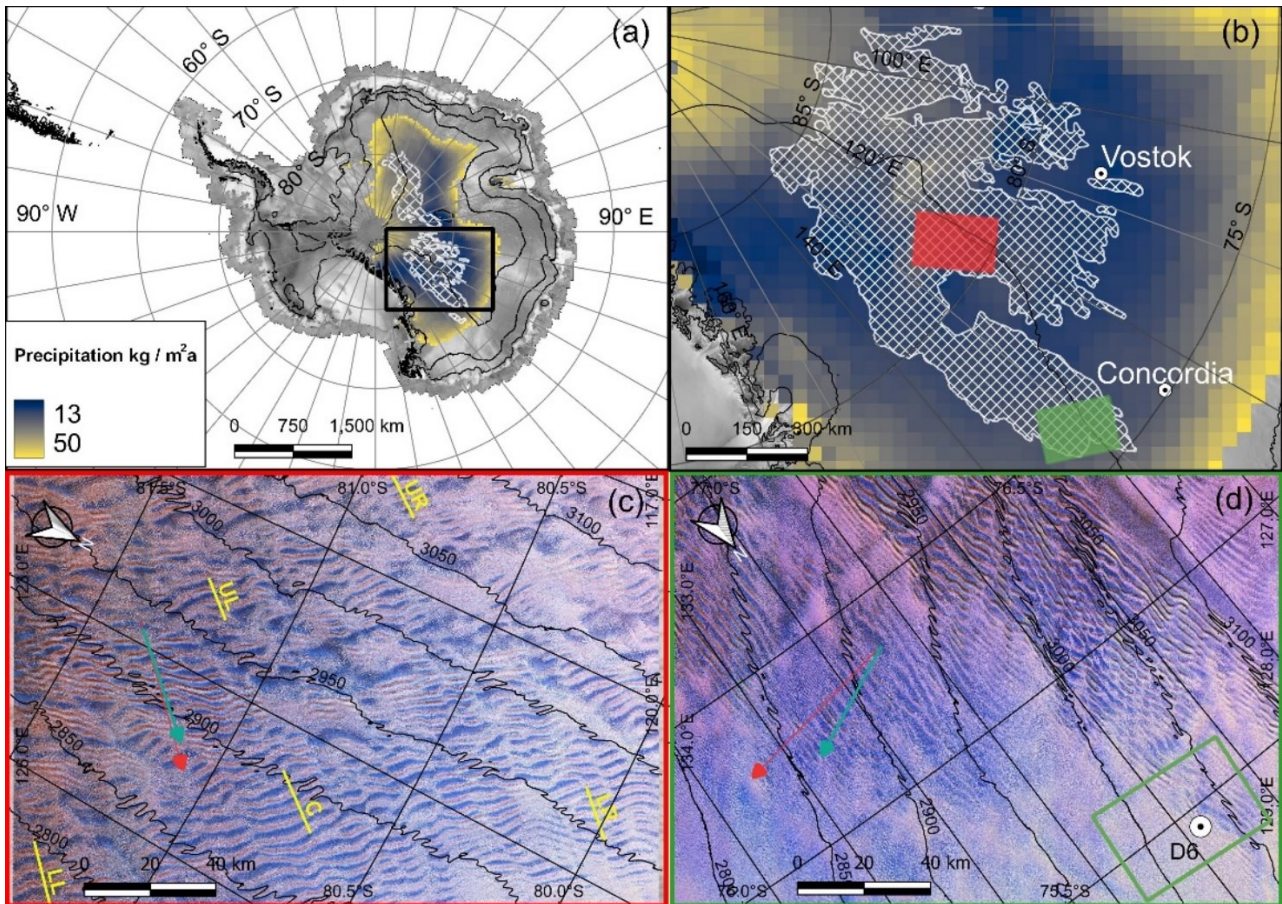 (a)
60° S
70° S
80° S
90° W
90° E
Precipitation kg / m²a
13
50
0 750 1,500 km
(b)
100° E
85° S
120° E
80° S
Vostok
75° S
140° E
160°
Concordia
0 150 300 km
(c)
81.5°S
81.0°S
80.5°S
UR
117.0°E
3000
3100
3050
123.0°E
UL
N
2950
120.0°E
2900
2850
126.0°E
G
LR
2800
LL
0 20 40 km
80.5°S
80.0°S
(d)
77.0°S
76.5°S
2950
3050
127.0°E
N
133.0°E
3050
3100
128.0°E
3000
134.0°E
2900
129.0°E
D6
0 20 40 km
2800
2850
76.0°S
75.5°S